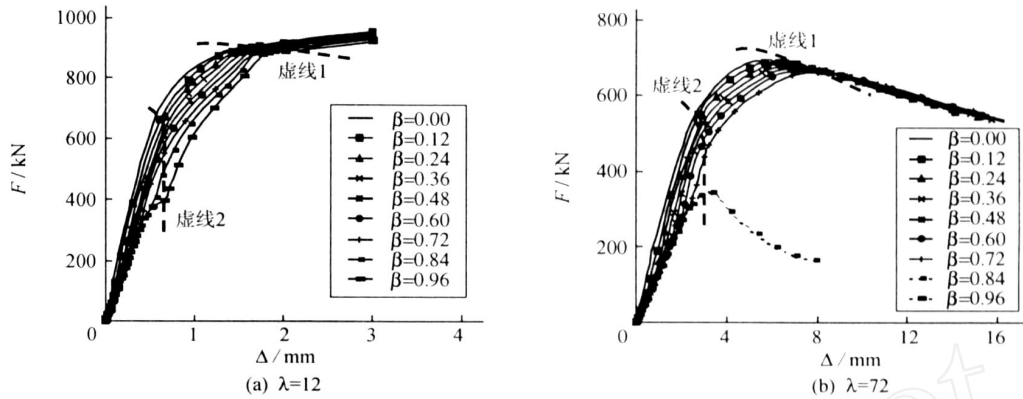 1000
800
600
400
200
0
F / kN
虚线1
虚线2
β=0.00
β=0.12
β=0.24
β=0.36
β=0.48
β=0.60
β=0.72
β=0.84
β=0.96
1 2 3 4
Δ / mm
(a) λ=12
800
600
400
200
0
F / kN
虚线1
虚线2
β=0.00
β=0.12
β=0.24
β=0.36
β=0.48
β=0.60
β=0.72
β=0.84
β=0.96
4 8 12 16
Δ / mm
(b) λ=72